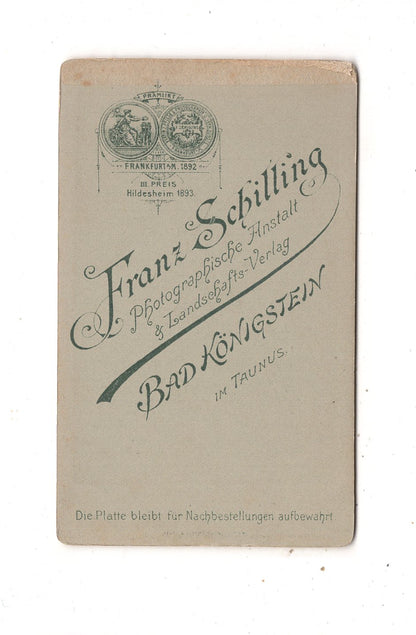 PRÄMIIRT
FRANKFURT A/M. 1892
III. PREIS
Hildesheim 1893.
Franz Schilling
Photographische Anstalt
& Landschafts-Verlag
BAD KÖNIGSTEIN
IM TAUNUS.
Die Platte bleibt für Nachbestellungen aufbewahrt